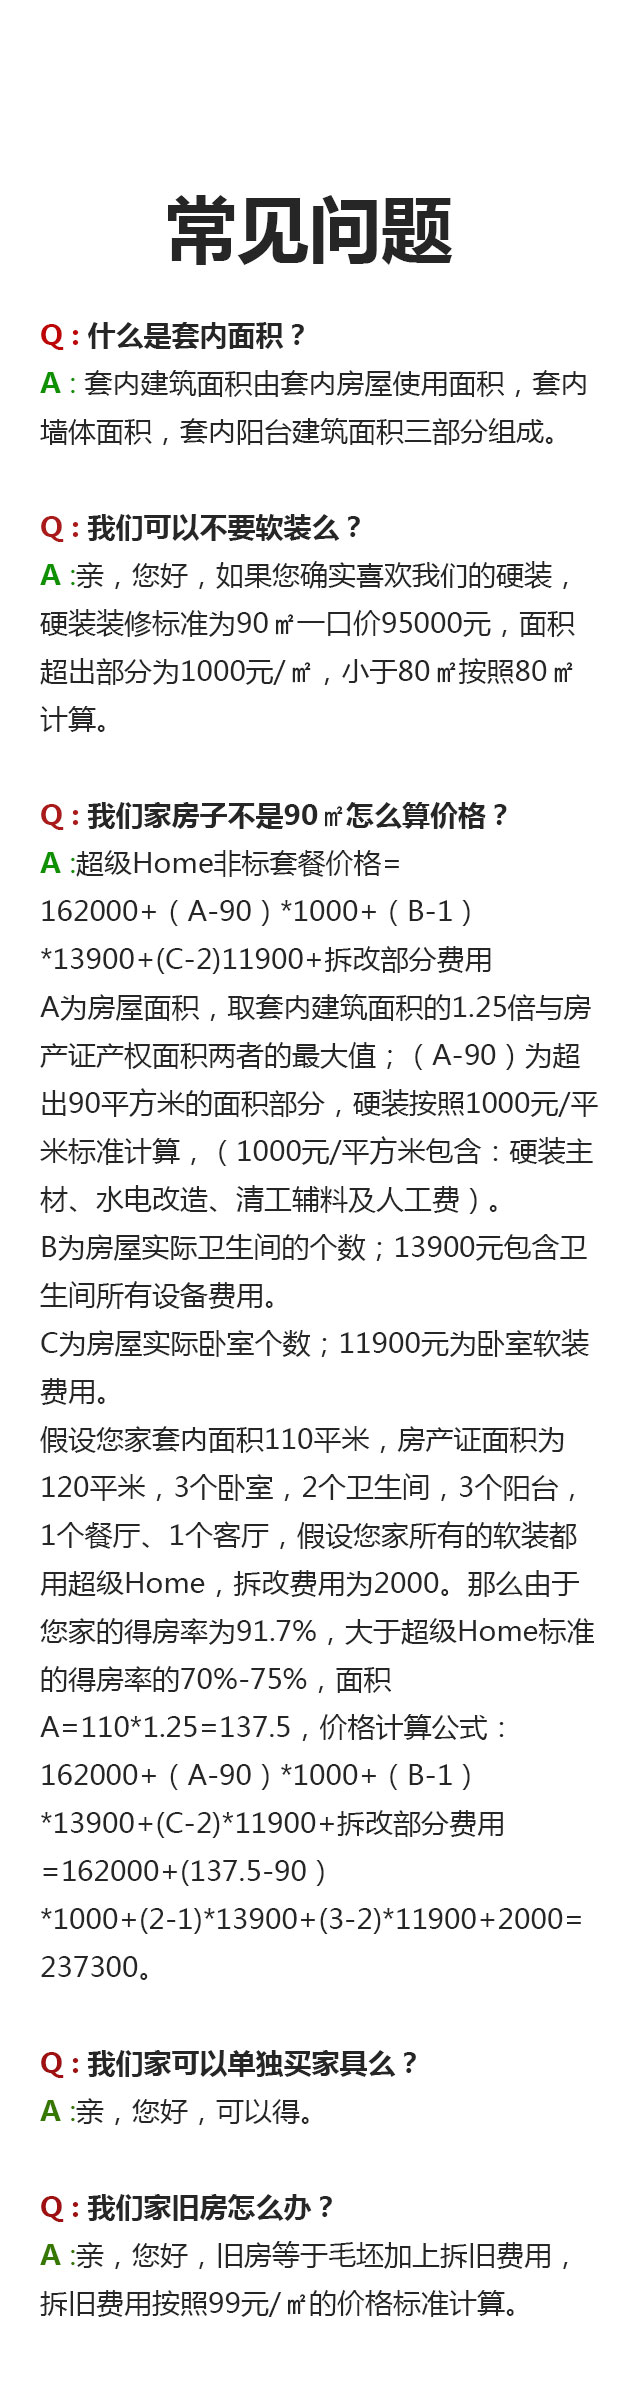 常见问题
Q : 什么是套内面积？
A : 套内建筑面积由套内房屋使用面积，套内
墙体面积，套内阳台建筑面积三部分组成。
Q : 我们可以不要软装么？
A :亲，您好，如果您确实喜欢我们的硬装，
硬装装修标准为90㎡一口价95000元，面积
超出部分为1000元/㎡，小于80㎡按照80㎡
计算。
Q : 我们家房子不是90㎡怎么算价格？
A :超级Home非标套餐价格=
162000+（A-90）*1000+（B-1）
*13900+(C-2)11900+拆改部分费用
A为房屋面积，取套内建筑面积的1.25倍与房
产证产权面积两者的最大值；（A-90）为超
出90平方米的面积部分，硬装按照1000元/平
米标准计算，（1000元/平方米包含：硬装主
材、水电改造、清工辅料及人工费）。
B为房屋实际卫生间的个数；13900元包含卫
生间所有设备费用。
C为房屋实际卧室个数；11900元为卧室软装
费用。
假设您家套内面积110平米，房产证面积为
120平米，3个卧室，2个卫生间，3个阳台，
1个餐厅、1个客厅，假设您家所有的软装都
用超级Home，拆改费用为2000。那么由于
您家的得房率为91.7%，大于超级Home标准
的得房率的70%-75%，面积
A=110*1.25=137.5，价格计算公式：
162000+（A-90）*1000+（B-1）
*13900+(C-2)*11900+拆改部分费用
=162000+(137.5-90）
*1000+(2-1)*13900+(3-2)*11900+2000=
237300。
Q : 我们家可以单独买家具么？
A :亲，您好，可以得。
Q : 我们家旧房怎么办？
A :亲，您好，旧房等于毛坯加上拆旧费用，
拆旧费用按照99元/㎡的价格标准计算。